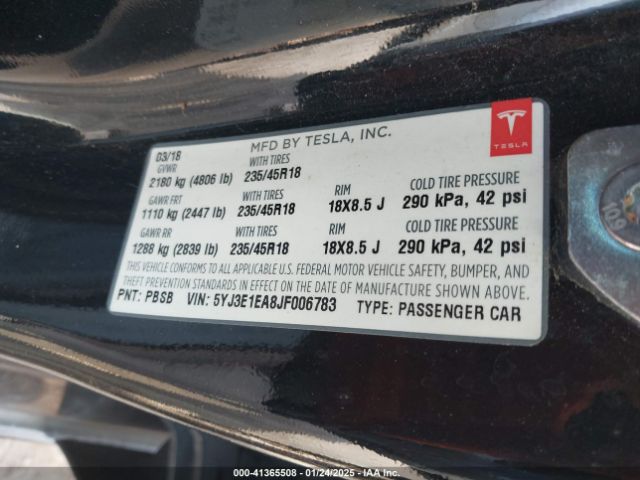 MFD BY TESLA, INC.
TESLA
03/18
GVWR WITH TIRES
2180 kg (4806 lb) 235/45R18
GAWR FRT WITH TIRES RIM COLD TIRE PRESSURE
1110 kg (2447 lb) 235/45R18 18X8.5 J 290 kPa, 42 psi
GAWR RR WITH TIRES RIM COLD TIRE PRESSURE
1288 kg (2839 lb) 235/45R18 18X8.5 J 290 kPa, 42 psi
THIS VEHICLE CONFORMS TO ALL APPLICABLE U.S. FEDERAL MOTOR VEHICLE SAFETY, BUMPER, AND
THEFT PREVENTION STANDARDS IN EFFECT ON THE DATE OF MANUFACTURE SHOWN ABOVE.
PNT: PBSB VIN: 5YJ3E1EA8JF006783 TYPE: PASSENGER CAR
109
000-41365508 - 01/24/2025 - IAA, Inc.